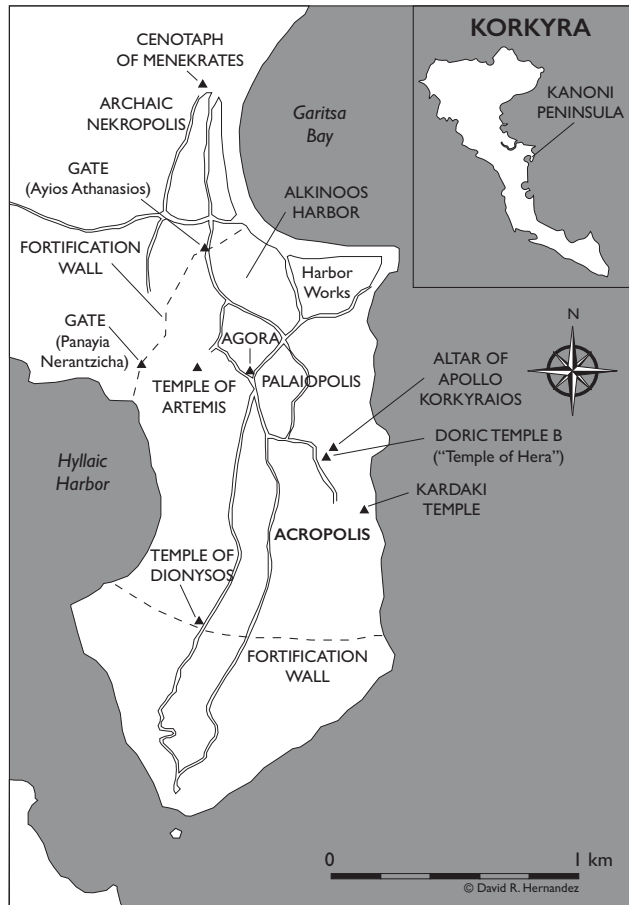 CENOTAPH
OF MENEKRATES
ARCHAIC
NEKROPOLIS
Garitsa
Bay
KORKYRA
KANONI
PENINSULA
GATE
(Ayios Athanasios)
ALKINOOS
HARBOR
FORTIFICATION
WALL
Harbor
Works
GATE
(Panayia
Nerantzicha)
AGORA
TEMPLE OF
ARTEMIS
PALAIOPOLIS
N
ALTAR OF
APOLLO
KORKYRAIOS
DORIC TEMPLE B
(“Temple of Hera”)
KARDAKI
TEMPLE
Hyllaic
Harbor
ACROPOLIS
TEMPLE OF
DIONYSOS
FORTIFICATION
WALL
0 1 km
© David R. Hernandez